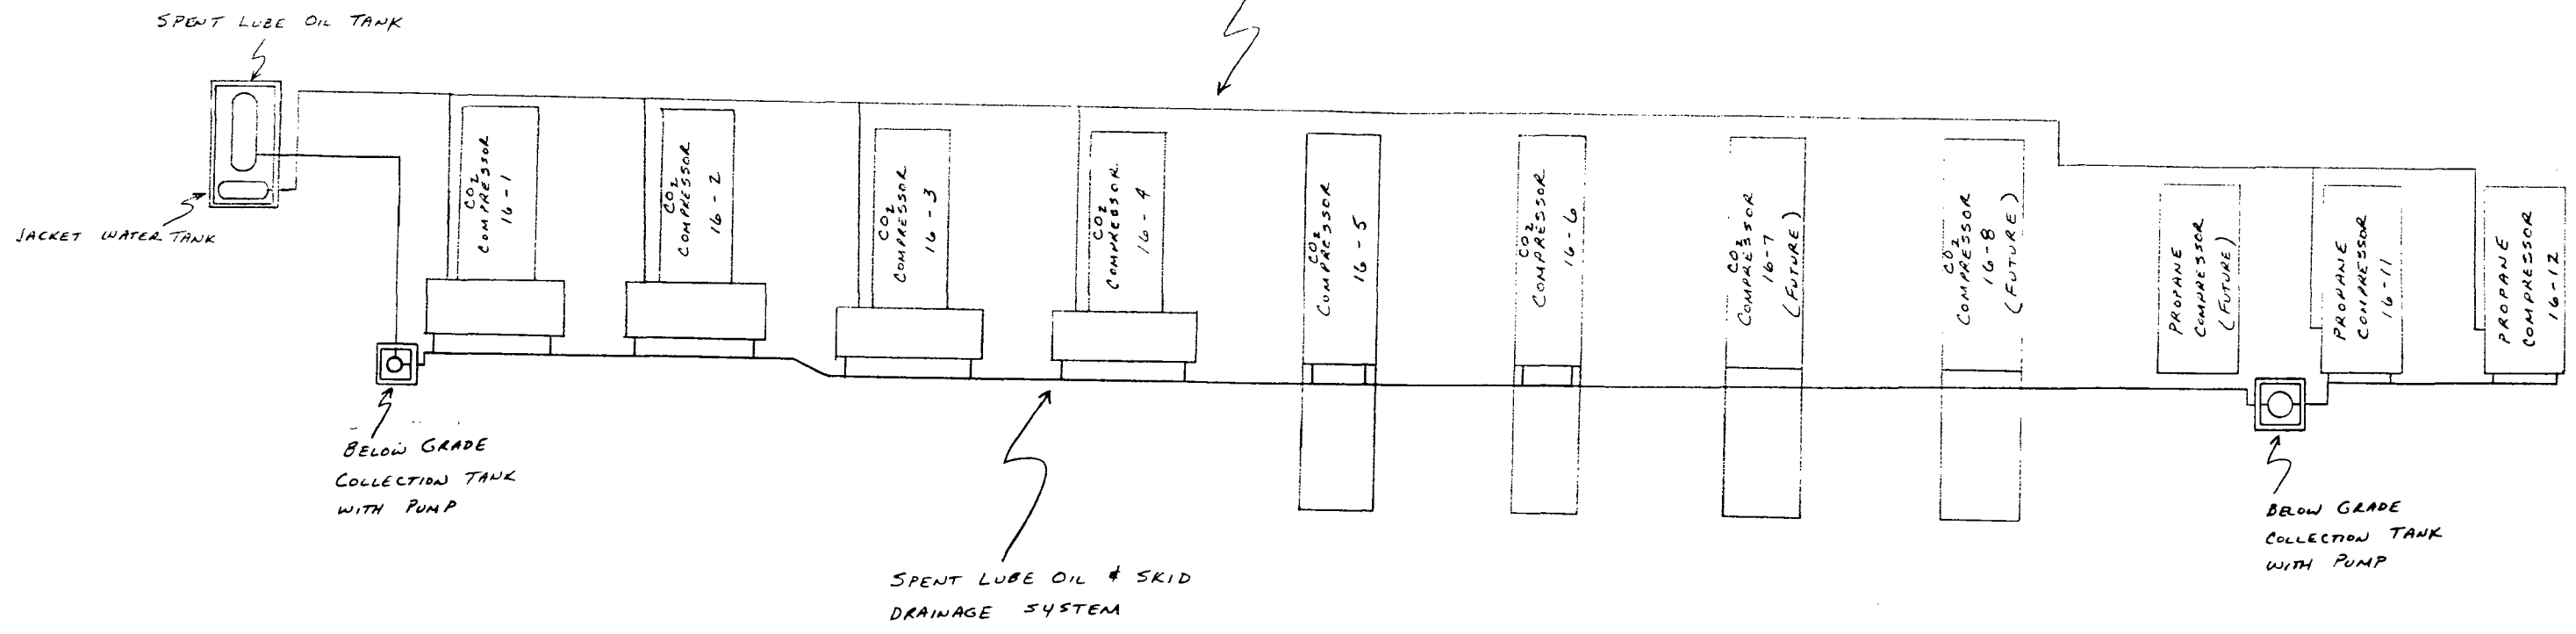 SPENT LUBE OIL TANK
JACKET WATER TANK
CO2
COMPRESSOR
16-1
CO2
COMPRESSOR
16-2
CO2
COMPRESSOR
16-3
CO2
COMPRESSOR
16-4
CO2
COMPRESSOR
16-5
CO2
COMPRESSOR
16-6
CO2
COMPRESSOR
16-7
(FUTURE)
CO2
COMPRESSOR
16-8
(FUTURE)
PROPANE
COMPRESSOR
(FUTURE)
PROPANE
COMPRESSOR
16-11
PROPANE
COMPRESSOR
16-12
BELOW GRADE
COLLECTION TANK
WITH PUMP
SPENT LUBE OIL & SKID
DRAINAGE SYSTEM
BELOW GRADE
COLLECTION TANK
WITH PUMP